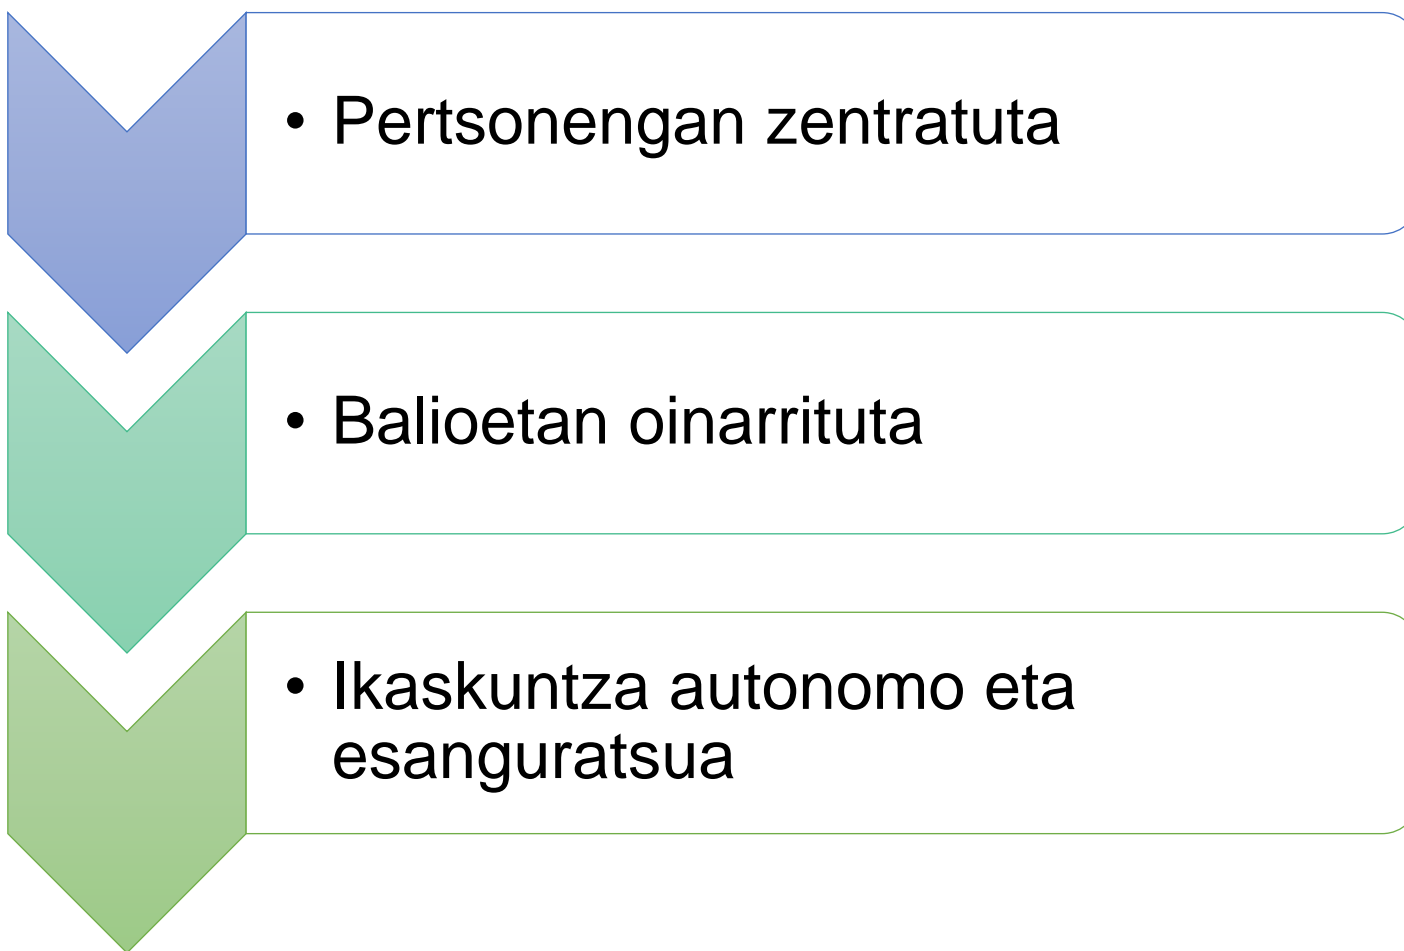 • Pertsonengan zentratuta
• Balioetan oinarrituta
• Ikaskuntza autonomo eta
esanguratsua